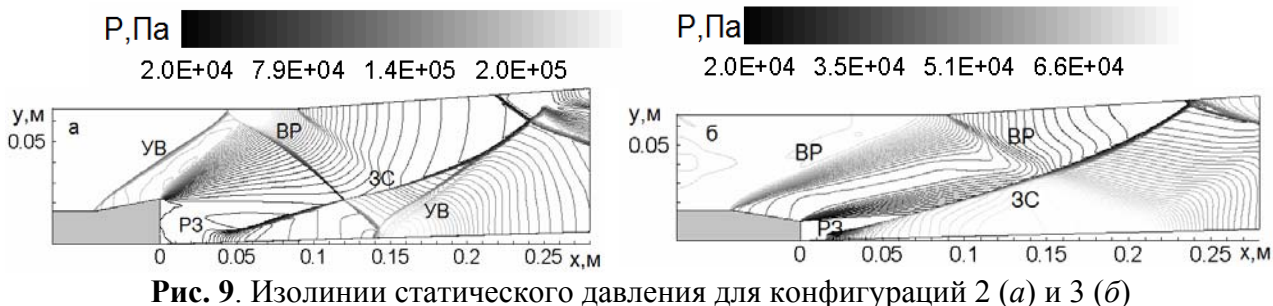 P,Па
2.0E+04 7.9E+04 1.4E+05 2.0E+05
у,м
0.05
а
УВ
ВР
ЗС
РЗ
УВ
0 0.05 0.1 0.15 0.2 0.25 х,м
P,Па
2.0E+04 3.5E+04 5.1E+04 6.6E+04
у,м
0.05
б
ВР
ВР
ЗС
РЗ
0 0.05 0.1 0.15 0.2 0.25 х,м
Рис. 9. Изолинии статического давления для конфигураций 2 (а) и 3 (б)